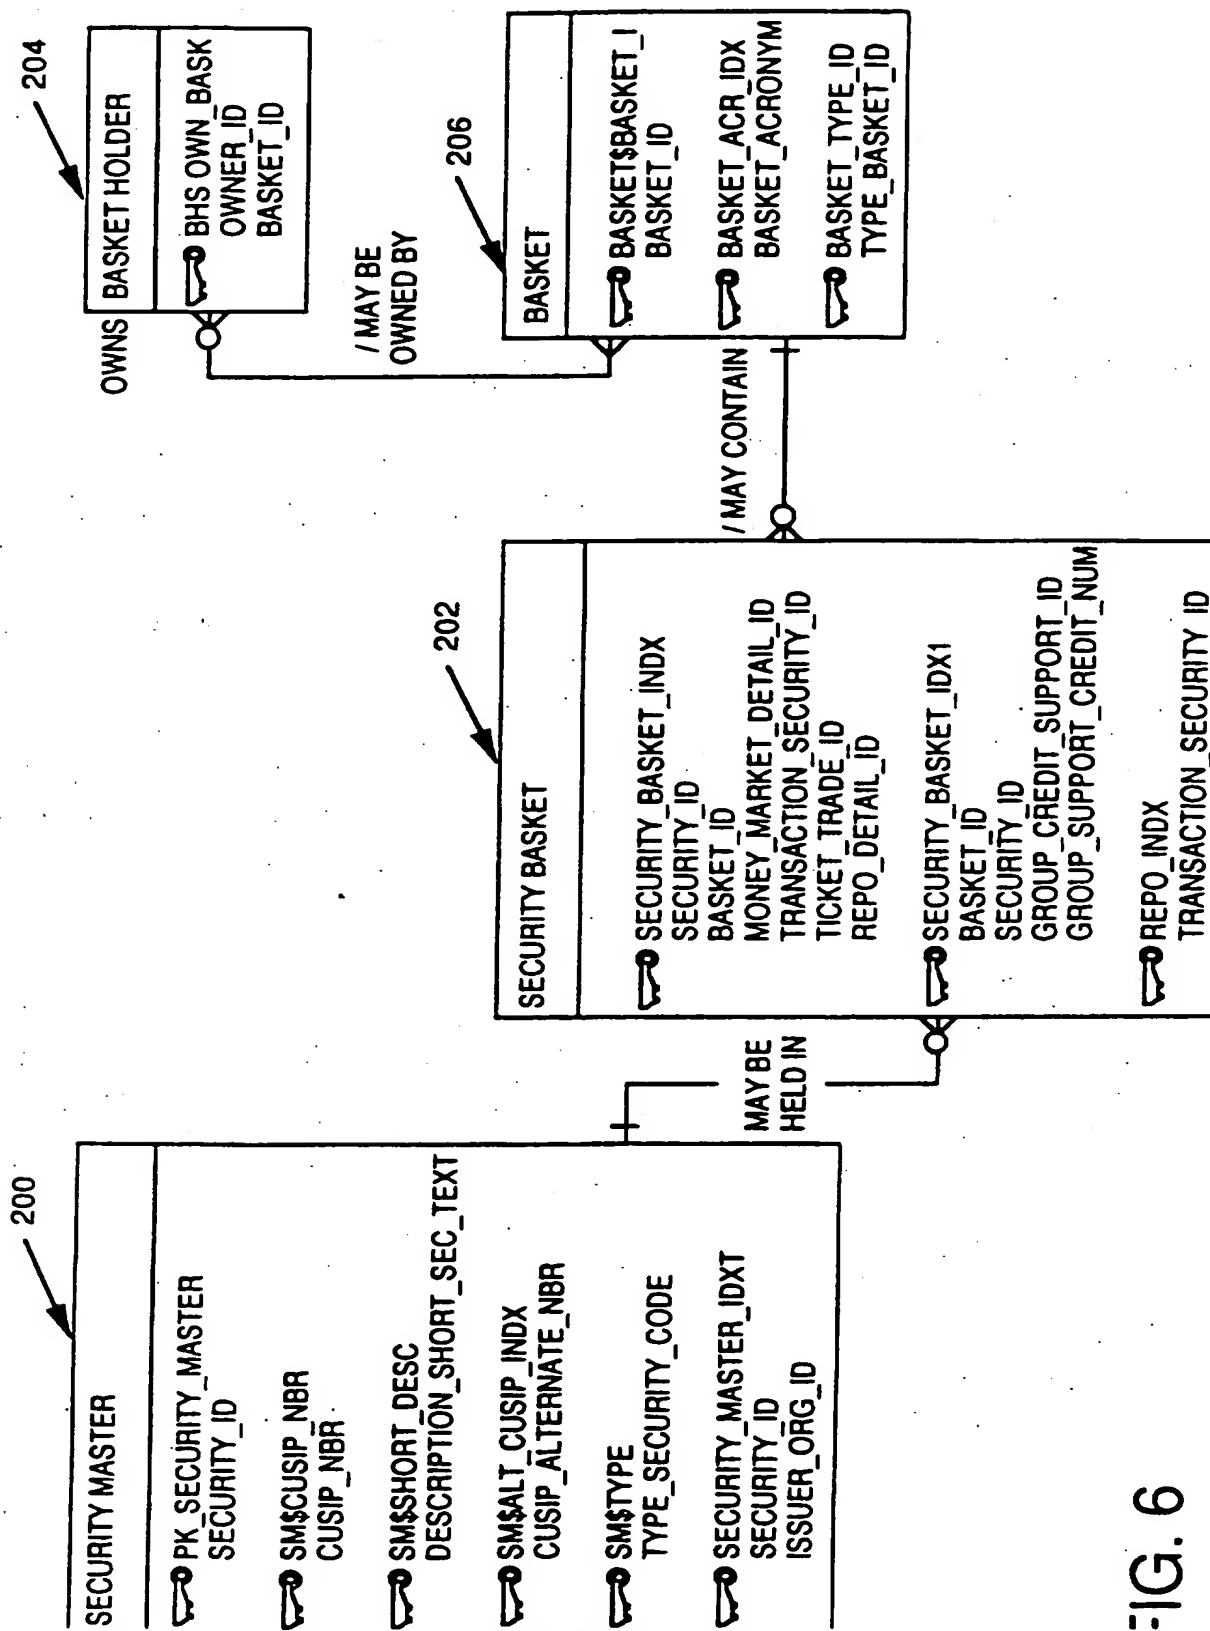 200
SECURITY MASTER
PK_SECURITY_MASTER
SECURITY_ID
SM$CUSIP_NBR
CUSIP_NBR
SM$SHORT_DESC
DESCRIPTION_SHORT_SEC_TEXT
SM$ALT_CUSIP_INDX
CUSIP_ALTERNATE_NBR
SM$TYPE
TYPE_SECURITY_CODE
SECURITY_MASTER_IDXT
SECURITY_ID
ISSUER_ORG_ID
MAY BE
HELD IN
202
SECURITY BASKET
SECURITY_BASKET_INDX
SECURITY_ID
BASKET_ID
MONEY_MARKET_DETAIL_ID
TRANSACTION_SECURITY_ID
TICKET_TRADE_ID
REPO_DETAIL_ID
SECURITY_BASKET_IDX1
BASKET_ID
SECURITY_ID
GROUP_CREDIT_SUPPORT_ID
GROUP_SUPPORT_CREDIT_NUM
REPO_INDX
TRANSACTION_SECURITY_ID
204
OWNS
BASKET HOLDER
BHS OWN_BASK
OWNER_ID
BASKET_ID
/ MAY BE
OWNED BY
206
BASKET
BASKET$BASKET_I
BASKET_ID
BASKET_ACR_IDX
BASKET_ACRONYM
BASKET_TYPE_ID
TYPE_BASKET_ID
/ MAY CONTAIN
FIG. 6